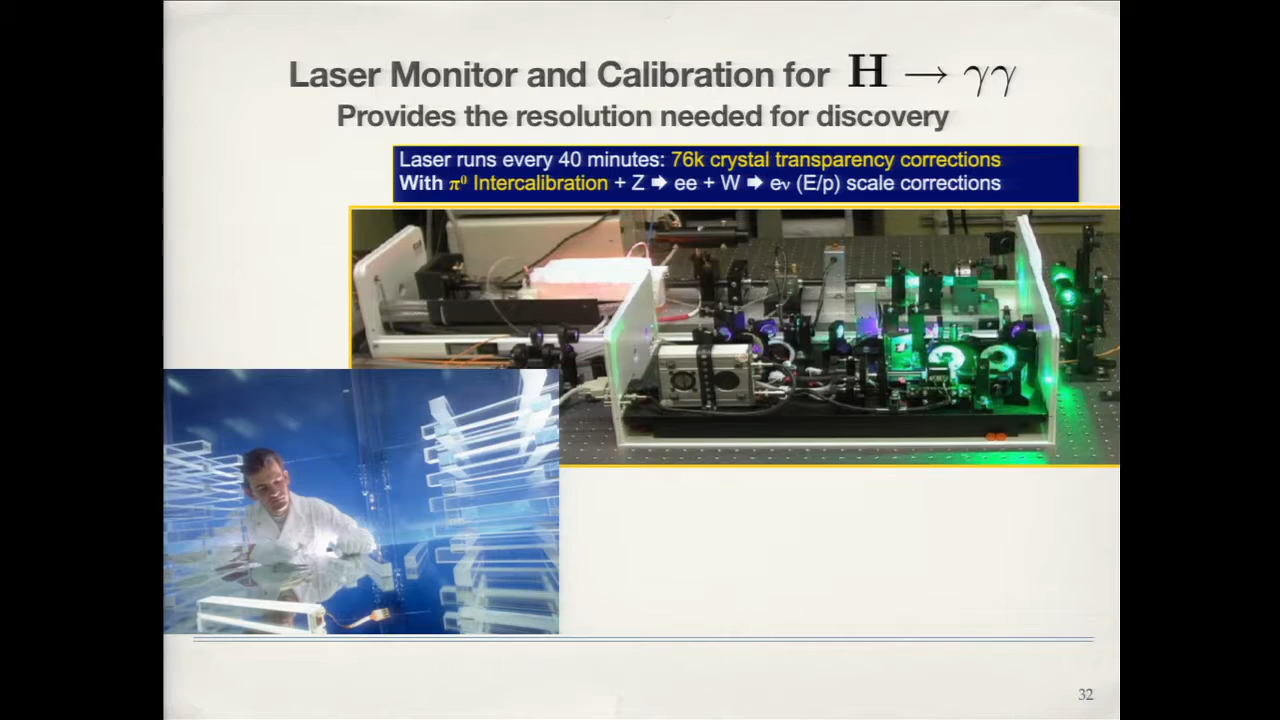 Laser Monitor and Calibration for H → γγ
Provides the resolution needed for discovery
Laser runs every 40 minutes: 76k crystal transparency corrections
With π⁰ Intercalibration + Z ➡ ee + W ➡ eν (E/p) scale corrections
32